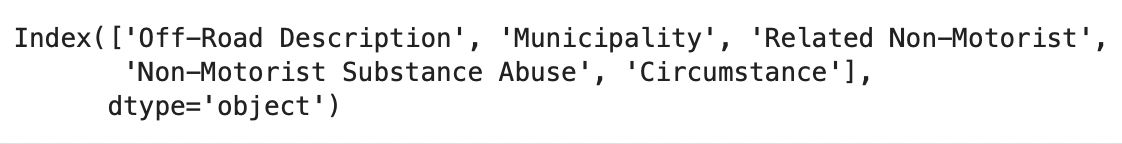 Index(['Off-Road Description', 'Municipality', 'Related Non-Motorist',
'Non-Motorist Substance Abuse', 'Circumstance'],
dtype='object')